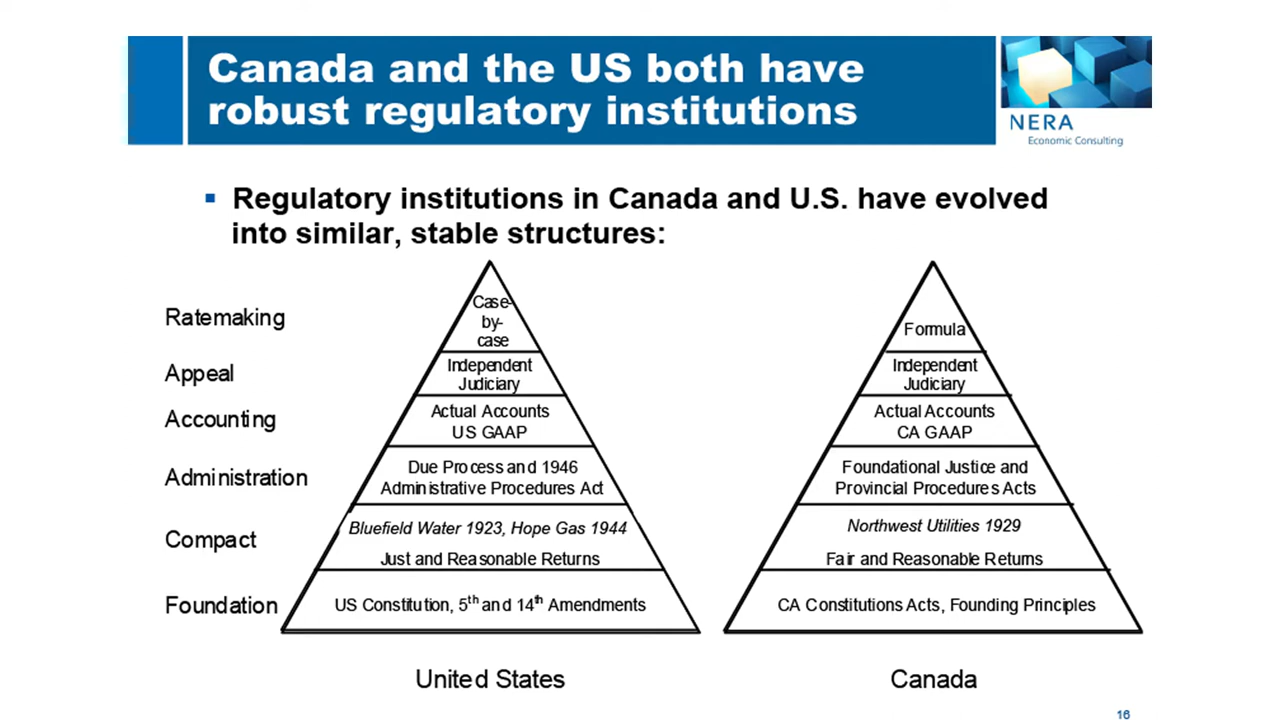 Canada and the US both have
robust regulatory institutions
NERA
Economic Consulting
▪ Regulatory institutions in Canada and U.S. have evolved
into similar, stable structures:
Ratemaking
Appeal
Accounting
Administration
Compact
Foundation
Case-
by-
case
Independent
Judiciary
Actual Accounts
US GAAP
Due Process and 1946
Administrative Procedures Act
Bluefield Water 1923, Hope Gas 1944
Just and Reasonable Returns
US Constitution, 5th and 14th Amendments
United States
Formula
Independent
Judiciary
Actual Accounts
CA GAAP
Foundational Justice and
Provincial Procedures Acts
Northwest Utilities 1929
Fair and Reasonable Returns
CA Constitutions Acts, Founding Principles
Canada
16